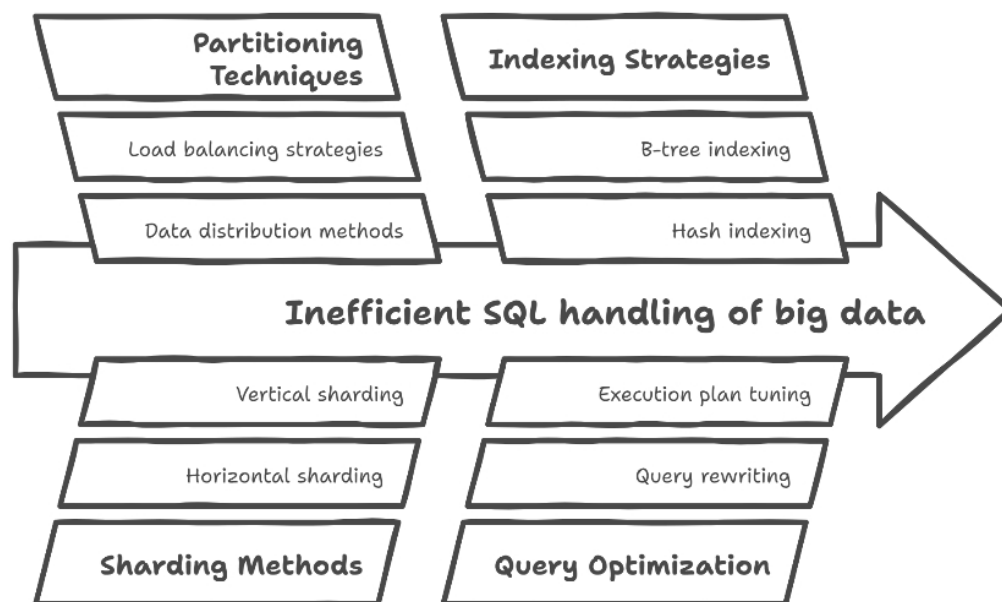 Partitioning
Techniques
Indexing Strategies
Load balancing strategies
B-tree indexing
Data distribution methods
Hash indexing
Inefficient SQL handling of big data
Vertical sharding
Execution plan tuning
Horizontal sharding
Query rewriting
Sharding Methods
Query Optimization